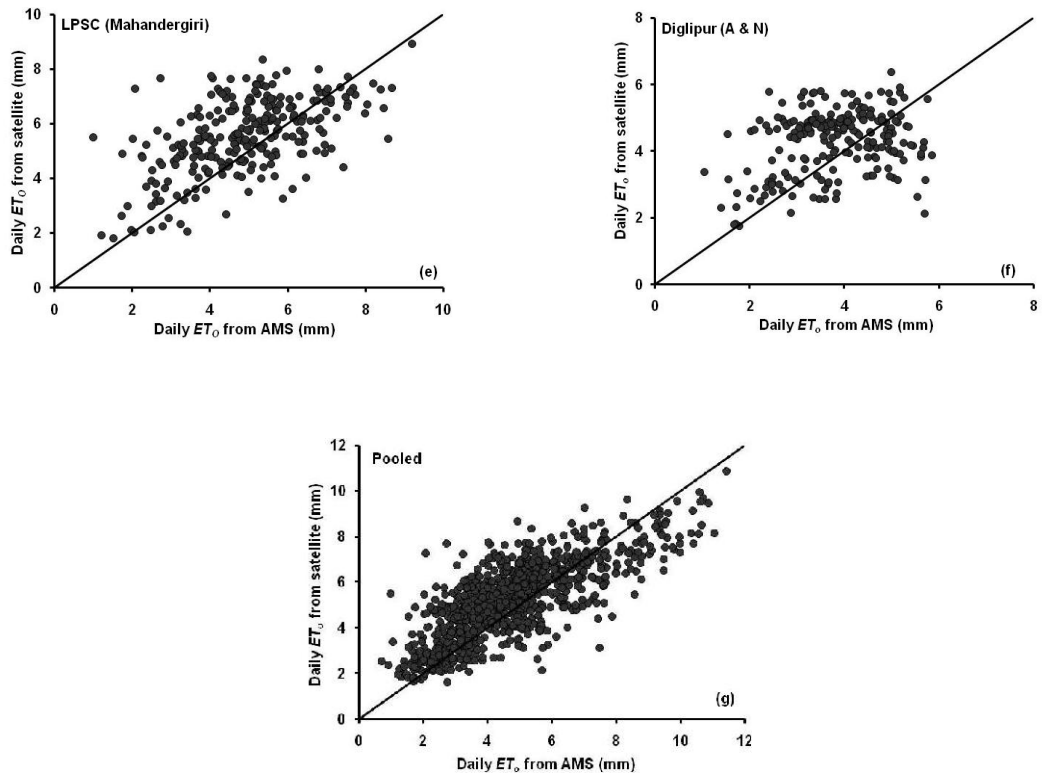 LPSC (Mahandergiri)
Daily ETO from satellite (mm)
10
8
6
4
2
0
0 2 4 6 8 10
(e)
Daily ETO from AMS (mm)
Diglipur (A & N)
Daily ETo from satellite (mm)
8
6
4
2
0
0 2 4 6 8
(f)
Daily ETo from AMS (mm)
Pooled
Daily ETo from satellite (mm)
12
10
8
6
4
2
0
0 2 4 6 8 10 12
(g)
Daily ETo from AMS (mm)